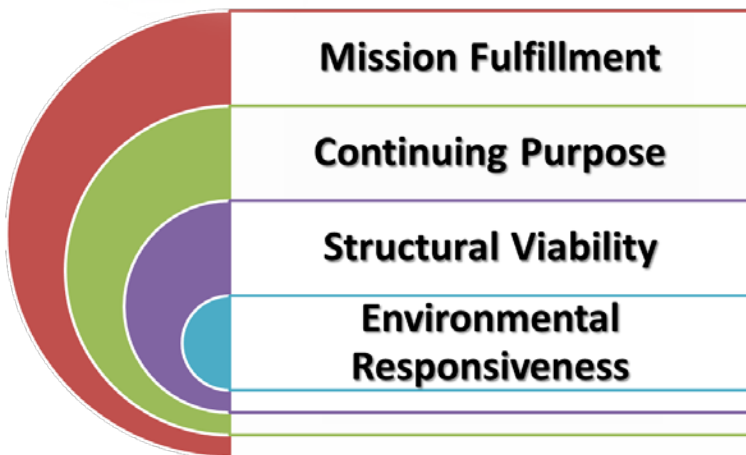 Mission Fulfillment
Continuing Purpose
Structural Viability
Environmental
Responsiveness